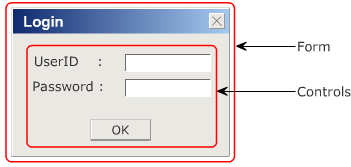 Login
Form
UserID :
Password :
Controls
OK